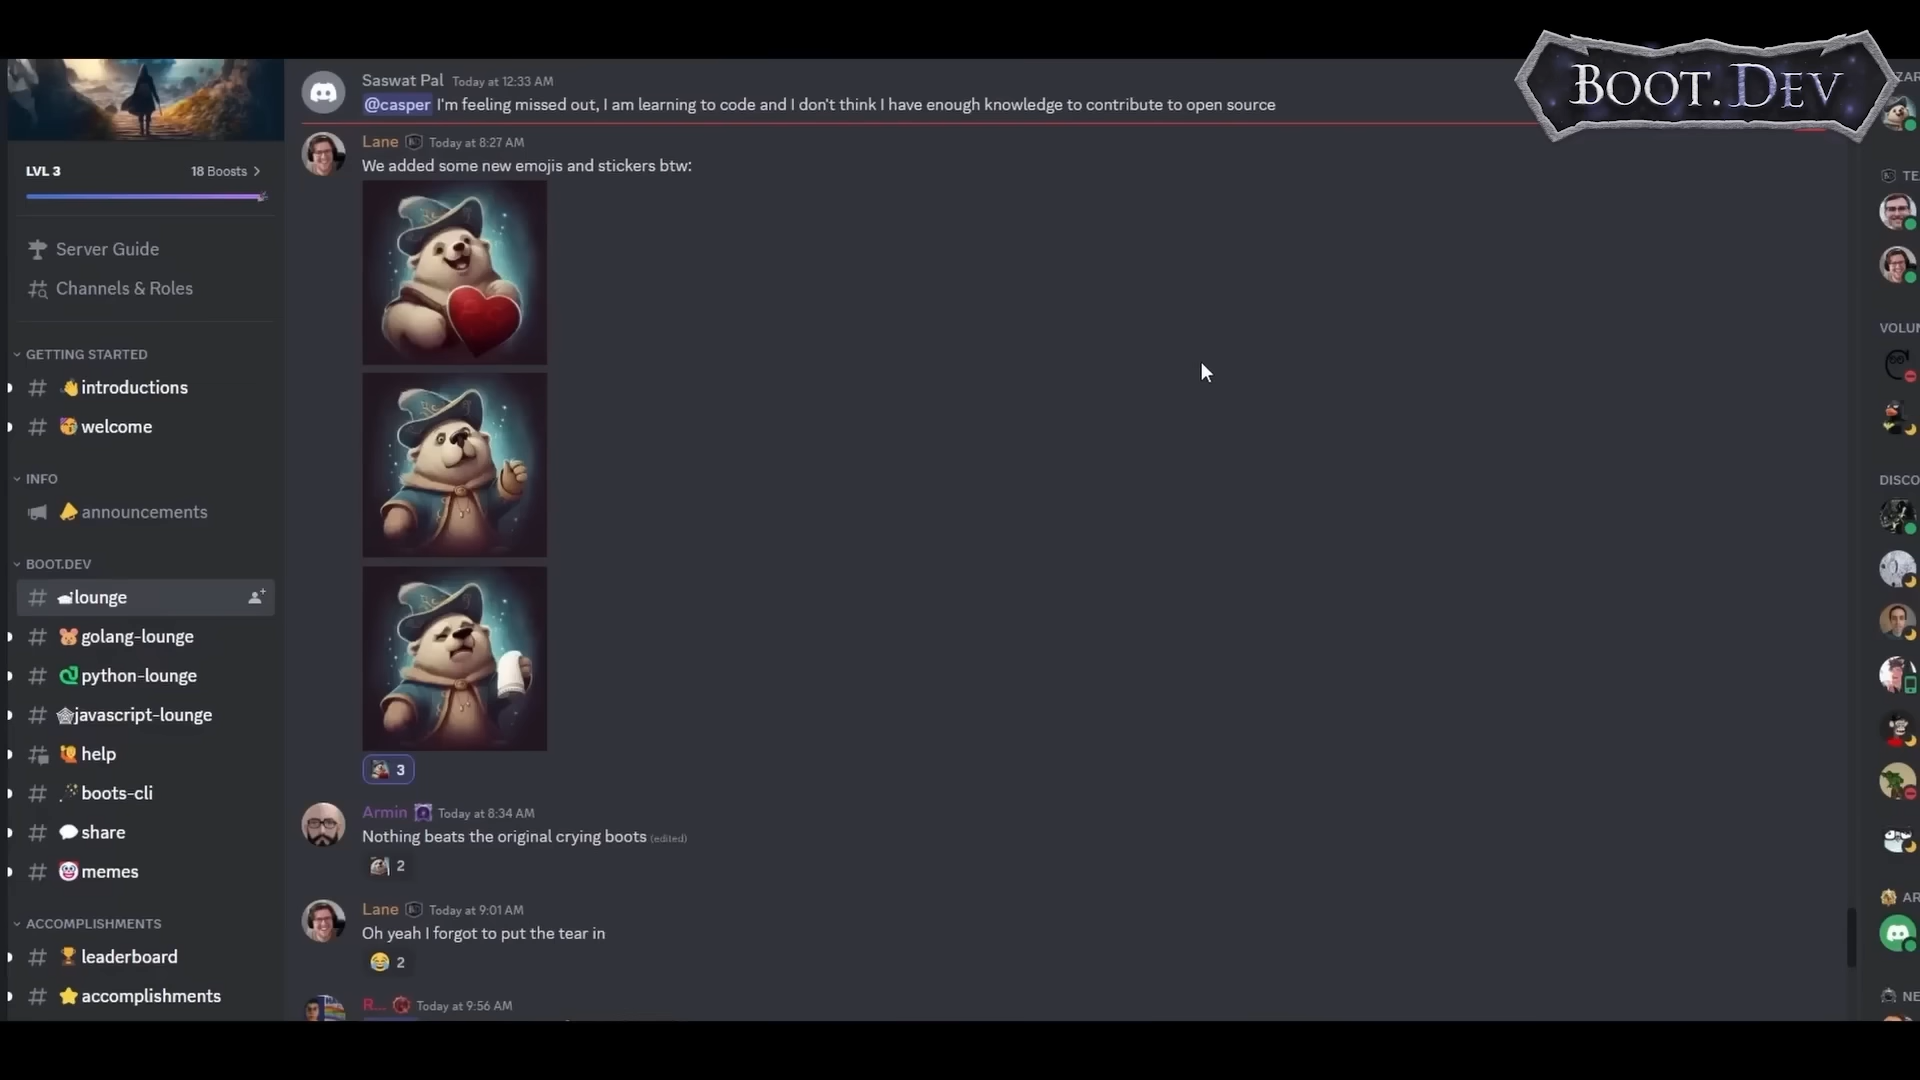 BOOT.DEV
LVL 3
18 Boosts
Server Guide
Channels & Roles
GETTING STARTED
introductions
welcome
INFO
announcements
BOOT.DEV
lounge
golang-lounge
python-lounge
javascript-lounge
help
boots-cli
share
memes
ACCOMPLISHMENTS
leaderboard
accomplishments
Saswat Pal Today at 12:33 AM
@casper I'm feeling missed out, I am learning to code and I don't think I have enough knowledge to contribute to open source
Lane Today at 8:27 AM
We added some new emojis and stickers btw:
3
Armin Today at 8:34 AM
Nothing beats the original crying boots (edited)
2
Lane Today at 9:01 AM
Oh yeah I forgot to put the tear in
2
R... Today at 9:56 AM
ZAR
TE
VOLUN
DISCO
AR
NE